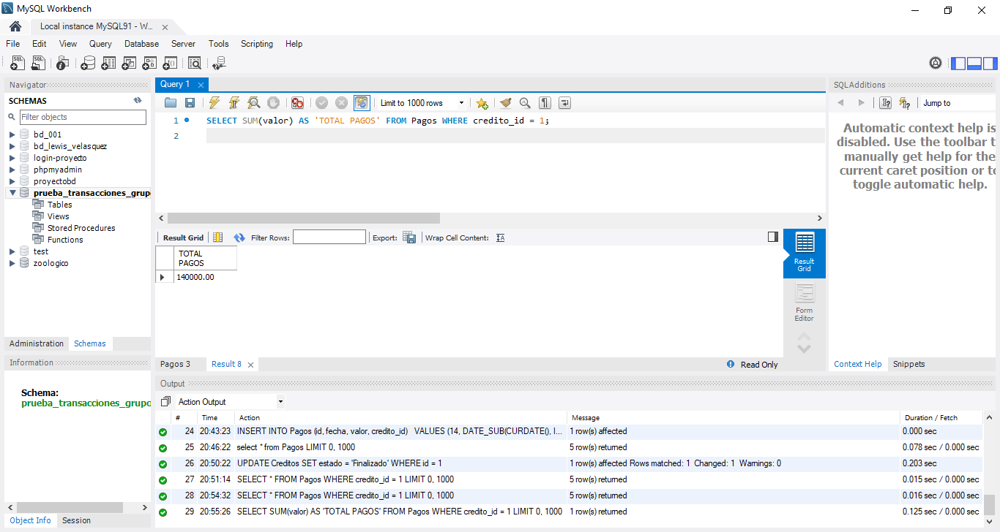 MySQL Workbench
Local instance MySQL91 - W...
File Edit View Query Database Server Tools Scripting Help
Navigator
SCHEMAS
Filter objects
bd_001
bd_lewis_velasquez
login-proyecto
phpmyadmin
proyectobd
prueba_transacciones_grupo
Tables
Views
Stored Procedures
Functions
test
zoologico
Administration Schemas
Information
Schema:
prueba_transacciones_grupo
Object Info Session
Query 1
Limit to 1000 rows
1 SELECT SUM(valor) AS 'TOTAL PAGOS' FROM Pagos WHERE credito_id = 1;
2
Result Grid Filter Rows: Export: Wrap Cell Content:
TOTAL
PAGOS
140000.00
Result
Grid
Form
Editor
Pagos 3 Result 8 Read Only
SQLAdditions
Jump to
Automatic context help is
disabled. Use the toolbar t
manually get help for the
current caret position or to
toggle automatic help.
Context Help Snippets
Output
Action Output
# Time Action Message Duration / Fetch
24 20:43:23 INSERT INTO Pagos (id, fecha, valor, credito_id) VALUES (14, DATE_SUB(CURDATE(), I... 1 row(s) affected 0.000 sec
25 20:46:22 select * from Pagos LIMIT 0, 1000 5 row(s) returned 0.078 sec / 0.000 sec
26 20:50:22 UPDATE Creditos SET estado = 'Finalizado' WHERE id = 1 1 row(s) affected Rows matched: 1 Changed: 1 Warnings: 0 0.203 sec
27 20:51:14 SELECT * FROM Pagos WHERE credito_id = 1 LIMIT 0, 1000 5 row(s) returned 0.015 sec / 0.000 sec
28 20:54:32 SELECT * FROM Pagos WHERE credito_id = 1 LIMIT 0, 1000 5 row(s) returned 0.016 sec / 0.000 sec
29 20:55:26 SELECT SUM(valor) AS 'TOTAL PAGOS' FROM Pagos WHERE credito_id = 1 LIMIT 0, 1000 1 row(s) returned 0.125 sec / 0.000 sec